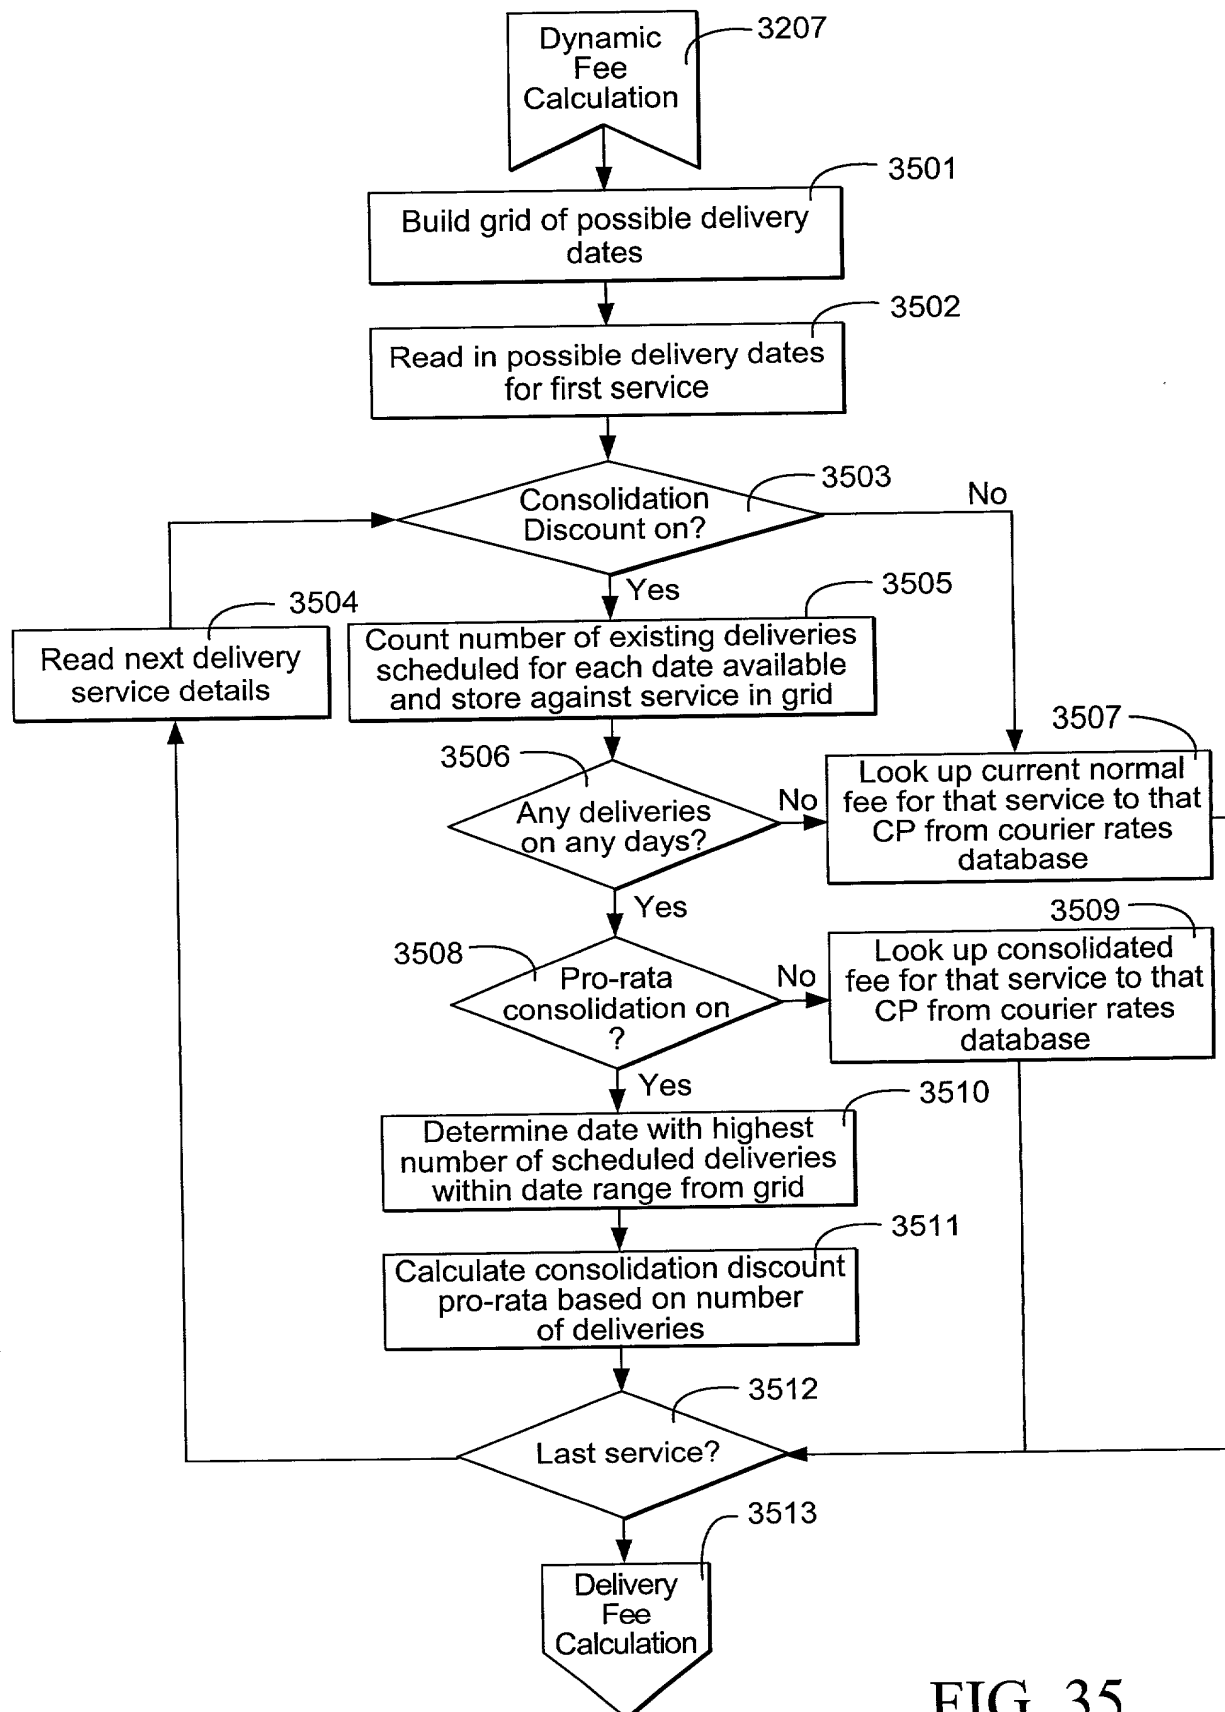 Dynamic
Fee
Calculation
3207
3501
Build grid of possible delivery
dates
3502
Read in possible delivery dates
for first service
3503
Consolidation
Discount on?
No
Yes
3504
Read next delivery
service details
3505
Count number of existing deliveries
scheduled for each date available
and store against service in grid
3506
Any deliveries
on any days?
No
3507
Look up current normal
fee for that service to that
CP from courier rates
database
Yes
3508
Pro-rata
consolidation on
?
No
3509
Look up consolidated
fee for that service to that
CP from courier rates
database
Yes
3510
Determine date with highest
number of scheduled deliveries
within date range from grid
3511
Calculate consolidation discount
pro-rata based on number
of deliveries
3512
Last service?
3513
Delivery
Fee
Calculation
FIG. 35